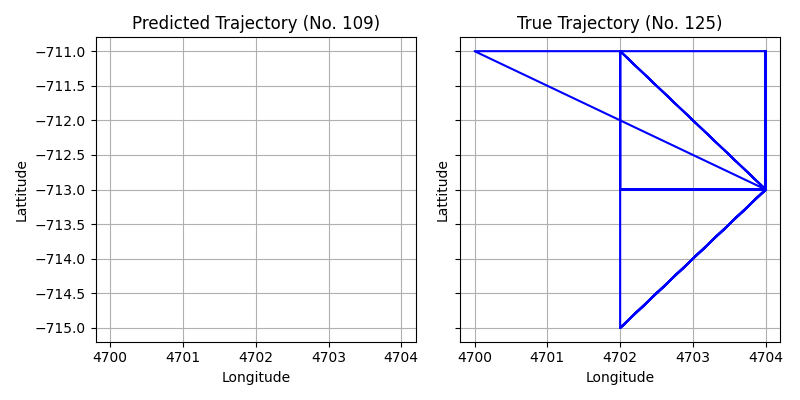 Predicted Trajectory (No. 109)
−711.0
−711.5
−712.0
−712.5
−713.0
−713.5
−714.0
−714.5
−715.0
Lattitude
4700 4701 4702 4703 4704
Longitude
True Trajectory (No. 125)
Lattitude
4700 4701 4702 4703 4704
Longitude